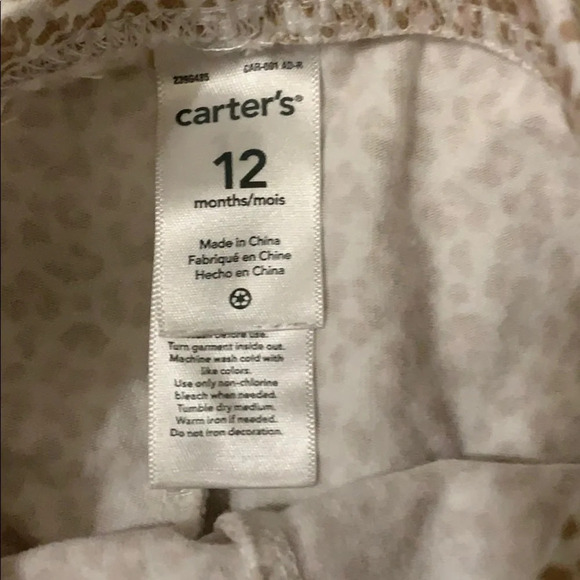 carter's®
12
months/mois
Made in China
Fabriqué en Chine
Hecho en China
before use.
Turn garment inside out.
Machine wash cold with
like colors.
Use only non-chlorine
bleach when needed.
Tumble dry medium.
Warm iron if needed.
Do not iron decoration.